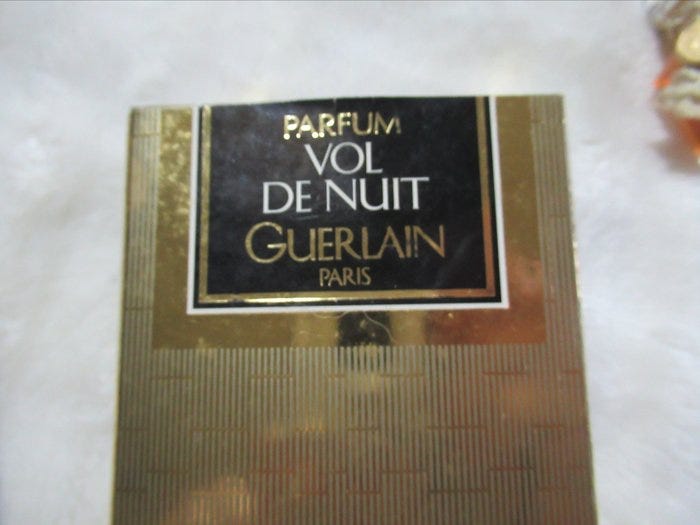 PARFUM
VOL
DE NUIT
GUERLAIN
PARIS